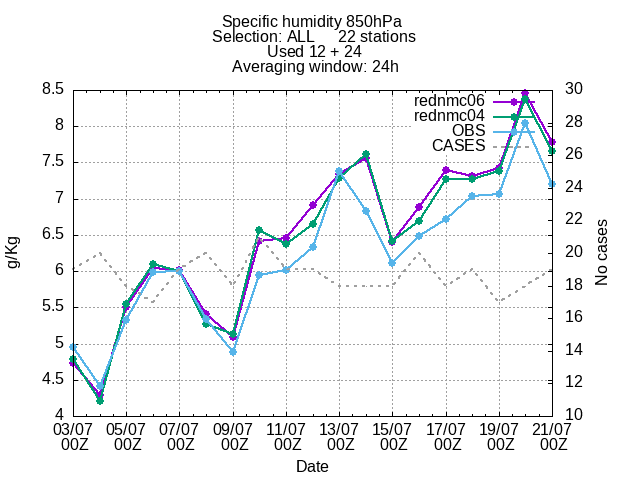 Specific humidity 850hPa
Selection: ALL 22 stations
Used 12 + 24
Averaging window: 24h
rednmc06
rednmc04
OBS
CASES
g/Kg
8.5
8
7.5
7
6.5
6
5.5
5
4.5
4
No cases
30
28
26
24
22
20
18
16
14
12
10
03/07 05/07 07/07 09/07 11/07 13/07 15/07 17/07 19/07 21/07
00Z 00Z 00Z 00Z 00Z 00Z 00Z 00Z 00Z 00Z
Date